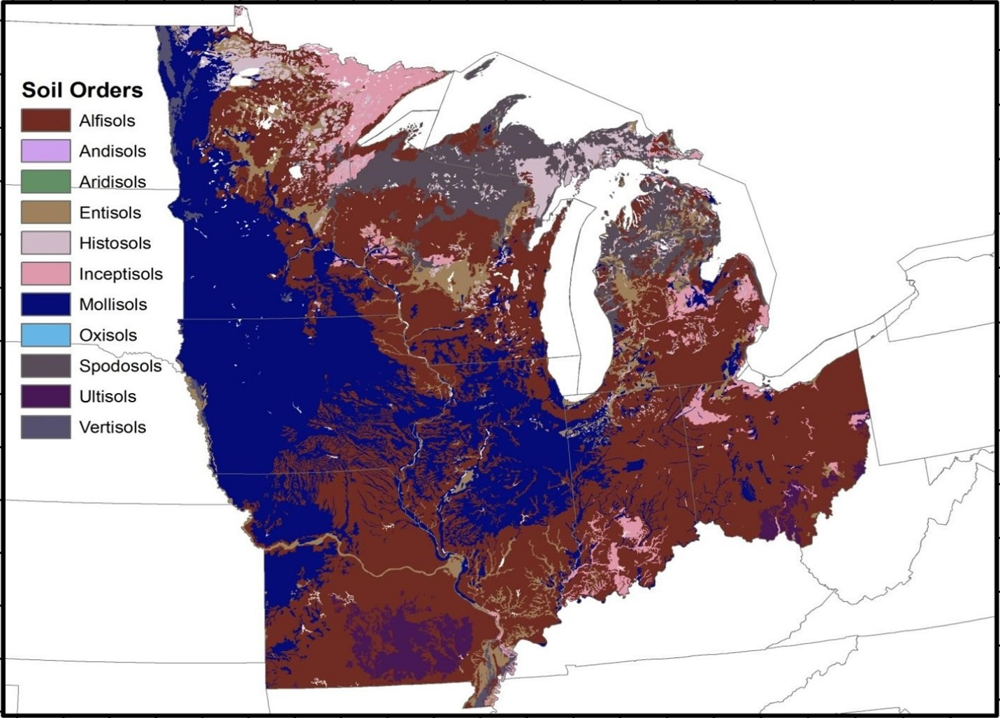 Soil Orders
Alfisols
Andisols
Aridisols
Entisols
Histosols
Inceptisols
Mollisols
Oxisols
Spodosols
Ultisols
Vertisols